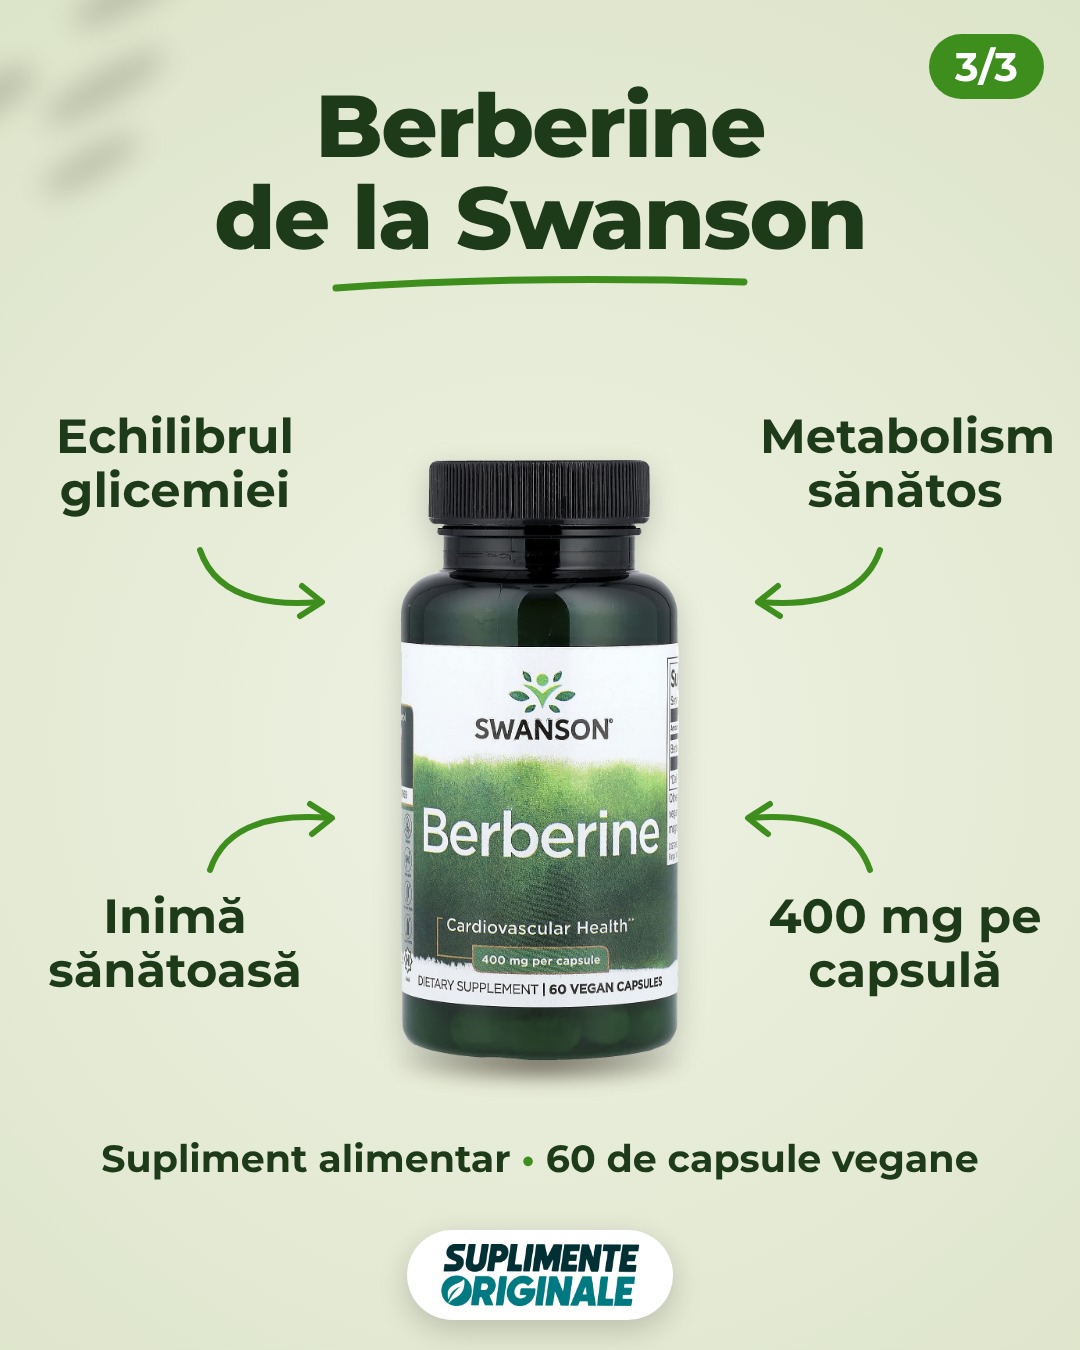 3/3
Berberine
de la Swanson
Echilibrul
glicemiei
Metabolism
sănătos
SWANSON®
Berberine
Cardiovascular Health
400 mg per capsule
DIETARY SUPPLEMENT | 60 VEGAN CAPSULES
Inimă
sănătoasă
400 mg pe
capsulă
Supliment alimentar • 60 de capsule vegane
SUPLIMENTE
ORIGINALE